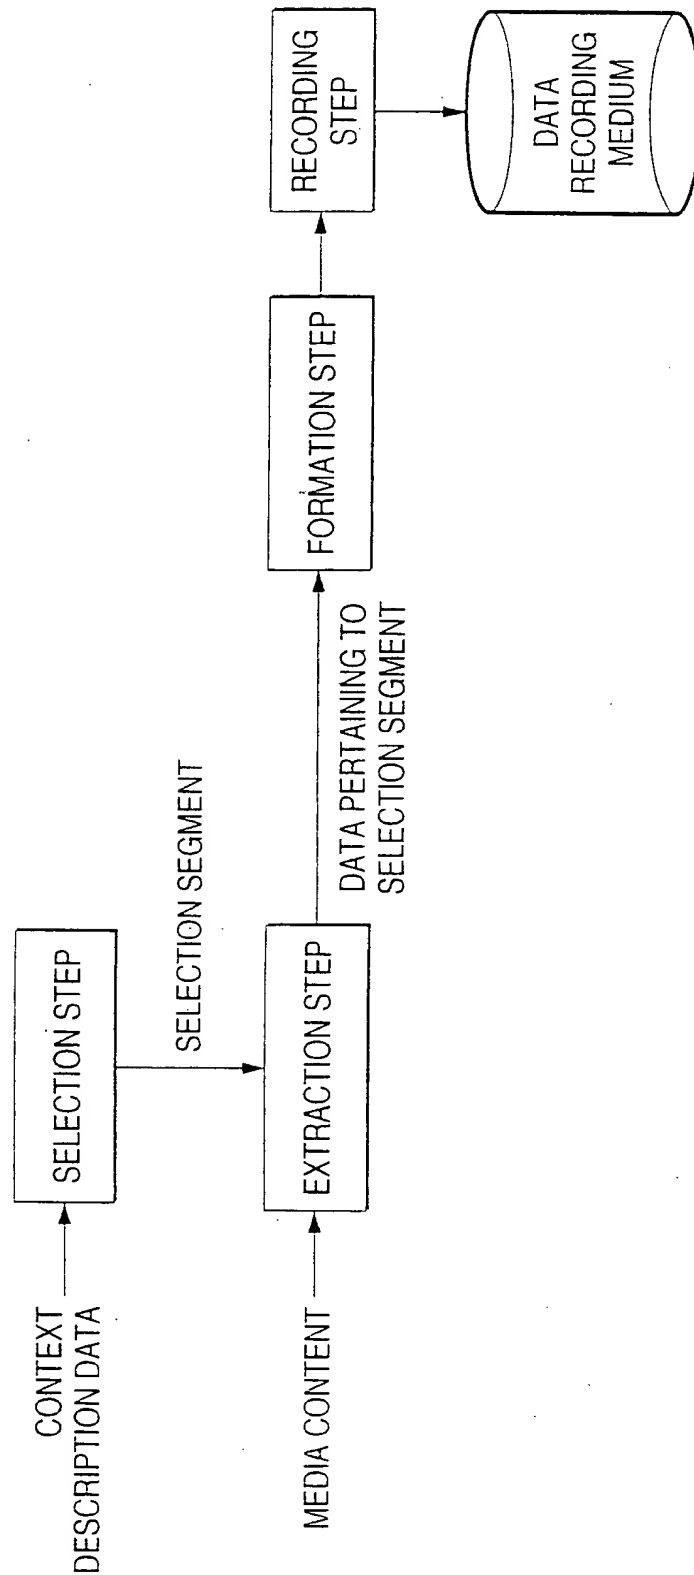 CONTEXT
DESCRIPTION DATA
SELECTION STEP
SELECTION SEGMENT
MEDIA CONTENT
EXTRACTION STEP
DATA PERTAINING TO
SELECTION SEGMENT
FORMATION STEP
RECORDING
STEP
DATA
RECORDING
MEDIUM